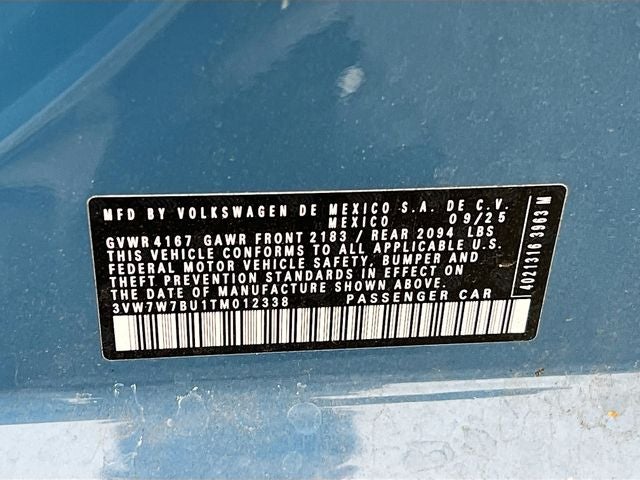 MFD BY VOLKSWAGEN DE MEXICO S.A. DE C.V.
MEXICO 09/25
GVWR 4167 GAWR FRONT 2183 / REAR 2094 LBS
THIS VEHICLE CONFORMS TO ALL APPLICABLE U.S.
FEDERAL MOTOR VEHICLE SAFETY, BUMPER AND
THEFT PREVENTION STANDARDS IN EFFECT ON
THE DATE OF MANUFACTURE SHOWN ABOVE.
3VW7W7BU1TM012338 PASSENGER CAR
4021316 3963 M